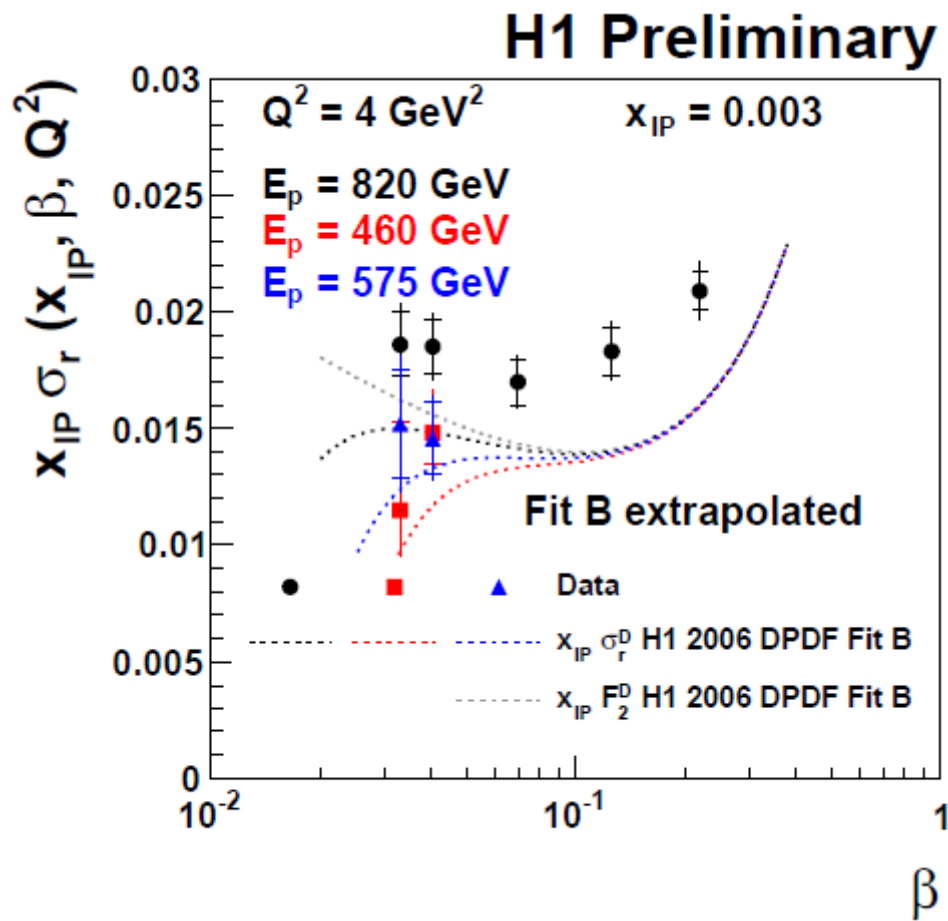 H1 Preliminary
x_IP σ_r (x_IP, β, Q²)
0.03
0.025
0.02
0.015
0.01
0.005
0
Q² = 4 GeV²
x_IP = 0.003
E_p = 820 GeV
E_p = 460 GeV
E_p = 575 GeV
Fit B extrapolated
Data
x_IP σ_r^D H1 2006 DPDF Fit B
x_IP F_2^D H1 2006 DPDF Fit B
10⁻²
10⁻¹
1
β